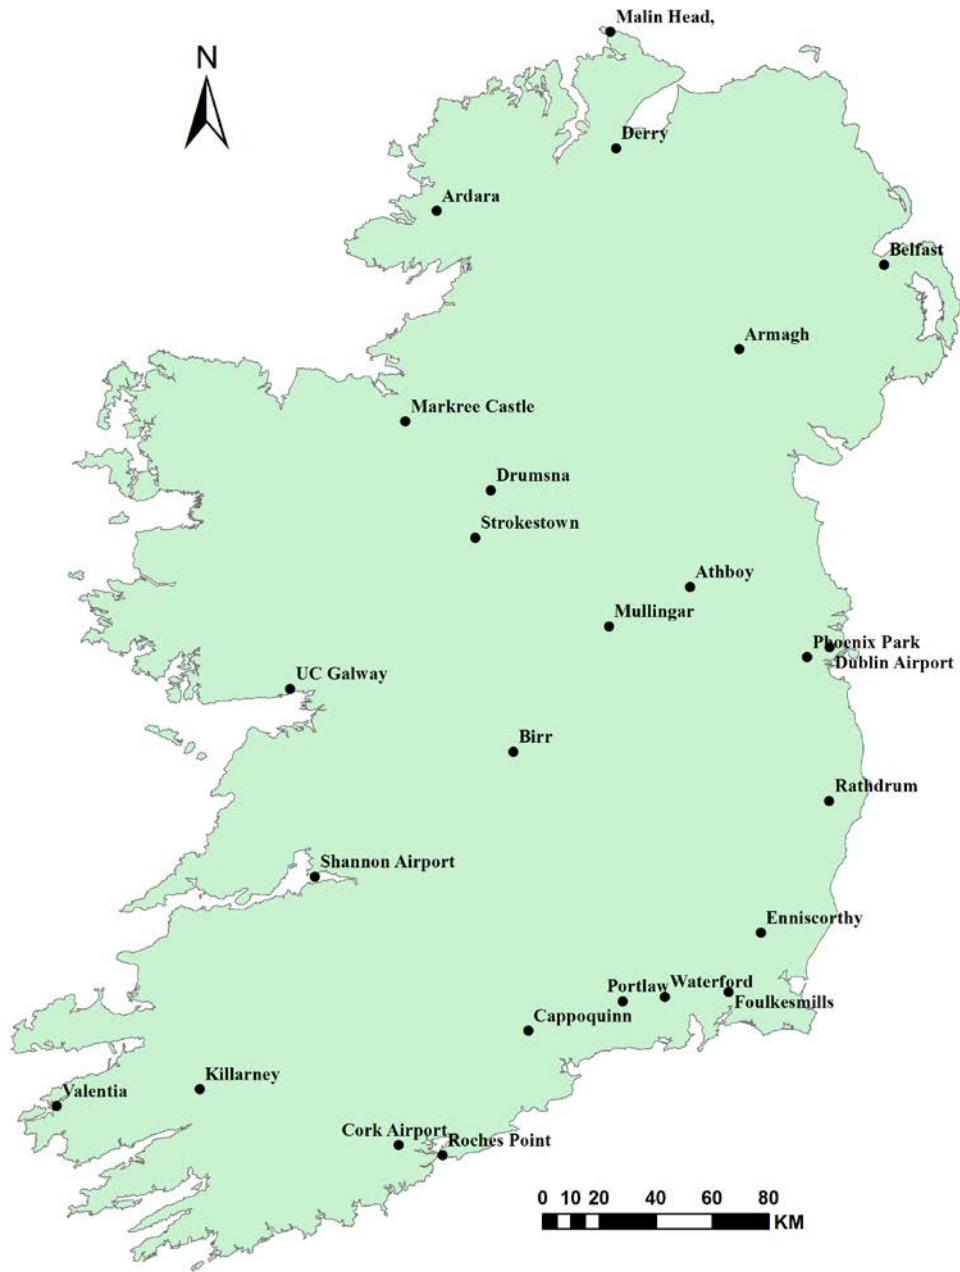 Malin Head,
N
Derry
Ardara
Belfast
Armagh
Markree Castle
Drumsna
Strokestown
Athboy
Mullingar
Phoenix Park
Dublin Airport
UC Galway
Birr
Rathdrum
Shannon Airport
Enniscorthy
Portlaw
Waterford
Foulkesmills
Cappoquinn
Killarney
Valentia
Cork Airport
Roches Point
0 10 20 40 60 80
KM